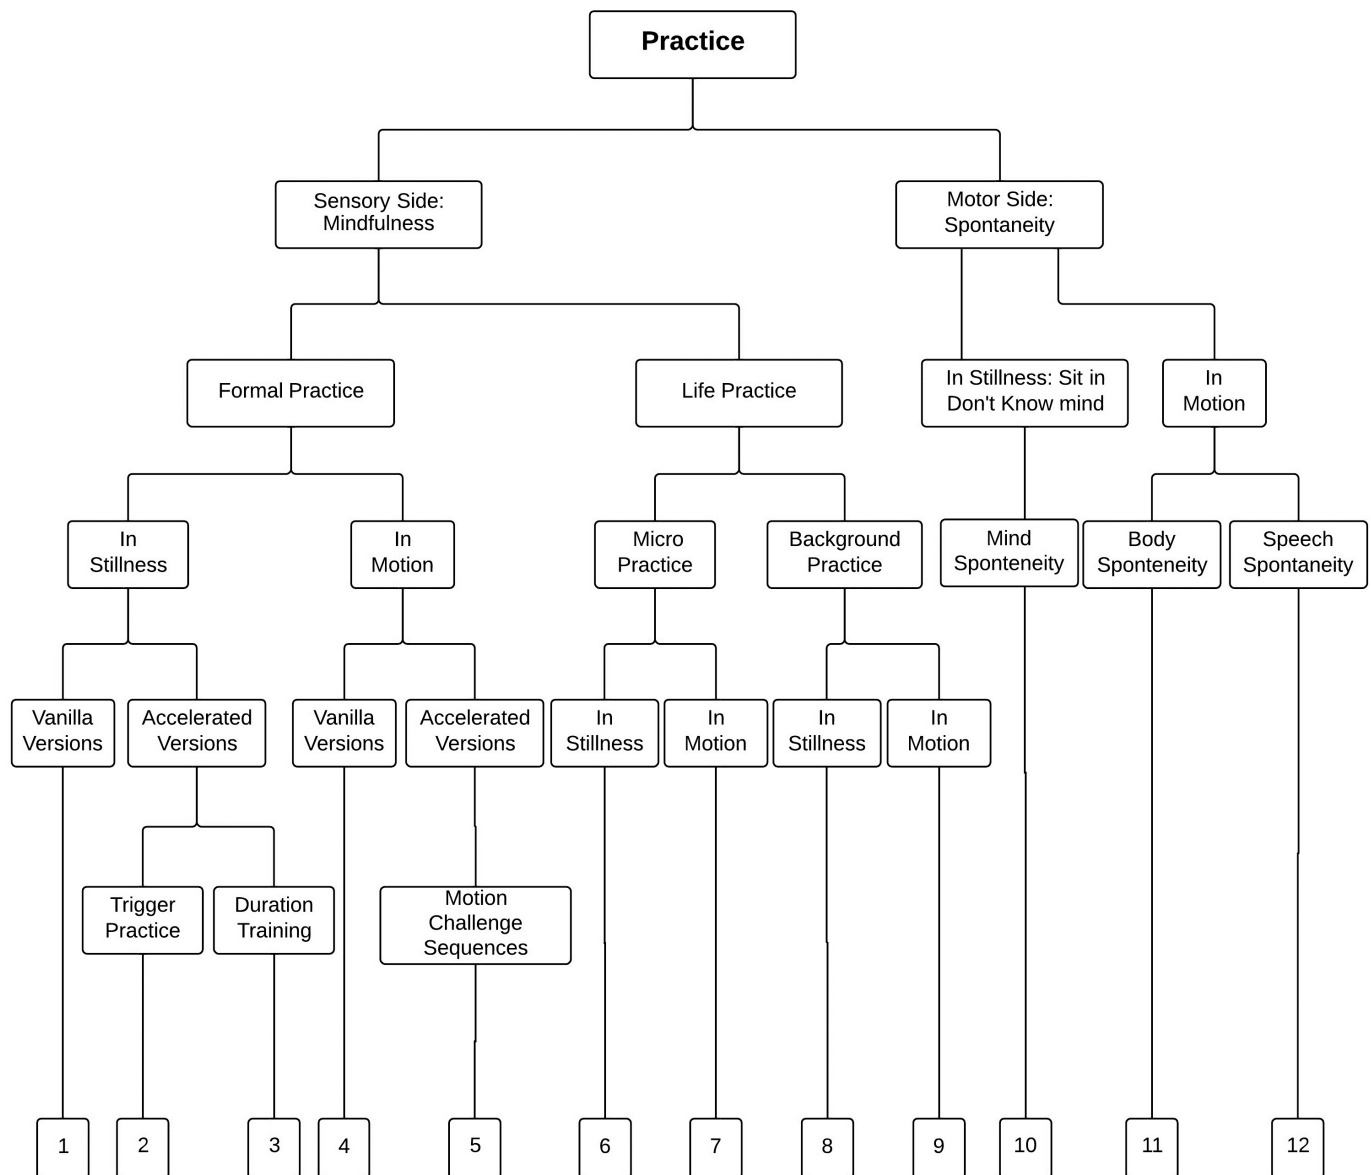 Practice
Sensory Side:
Mindfulness
Motor Side:
Spontaneity
Formal Practice
Life Practice
In Stillness: Sit in
Don't Know mind
In
Motion
In
Stillness
In
Motion
Micro
Practice
Background
Practice
Mind
Sponteneity
Body
Sponteneity
Speech
Spontaneity
Vanilla
Versions
Accelerated
Versions
Vanilla
Versions
Accelerated
Versions
In
Stillness
In
Motion
In
Stillness
In
Motion
Trigger
Practice
Duration
Training
Motion
Challenge
Sequences
1
2
3
4
5
6
7
8
9
10
11
12